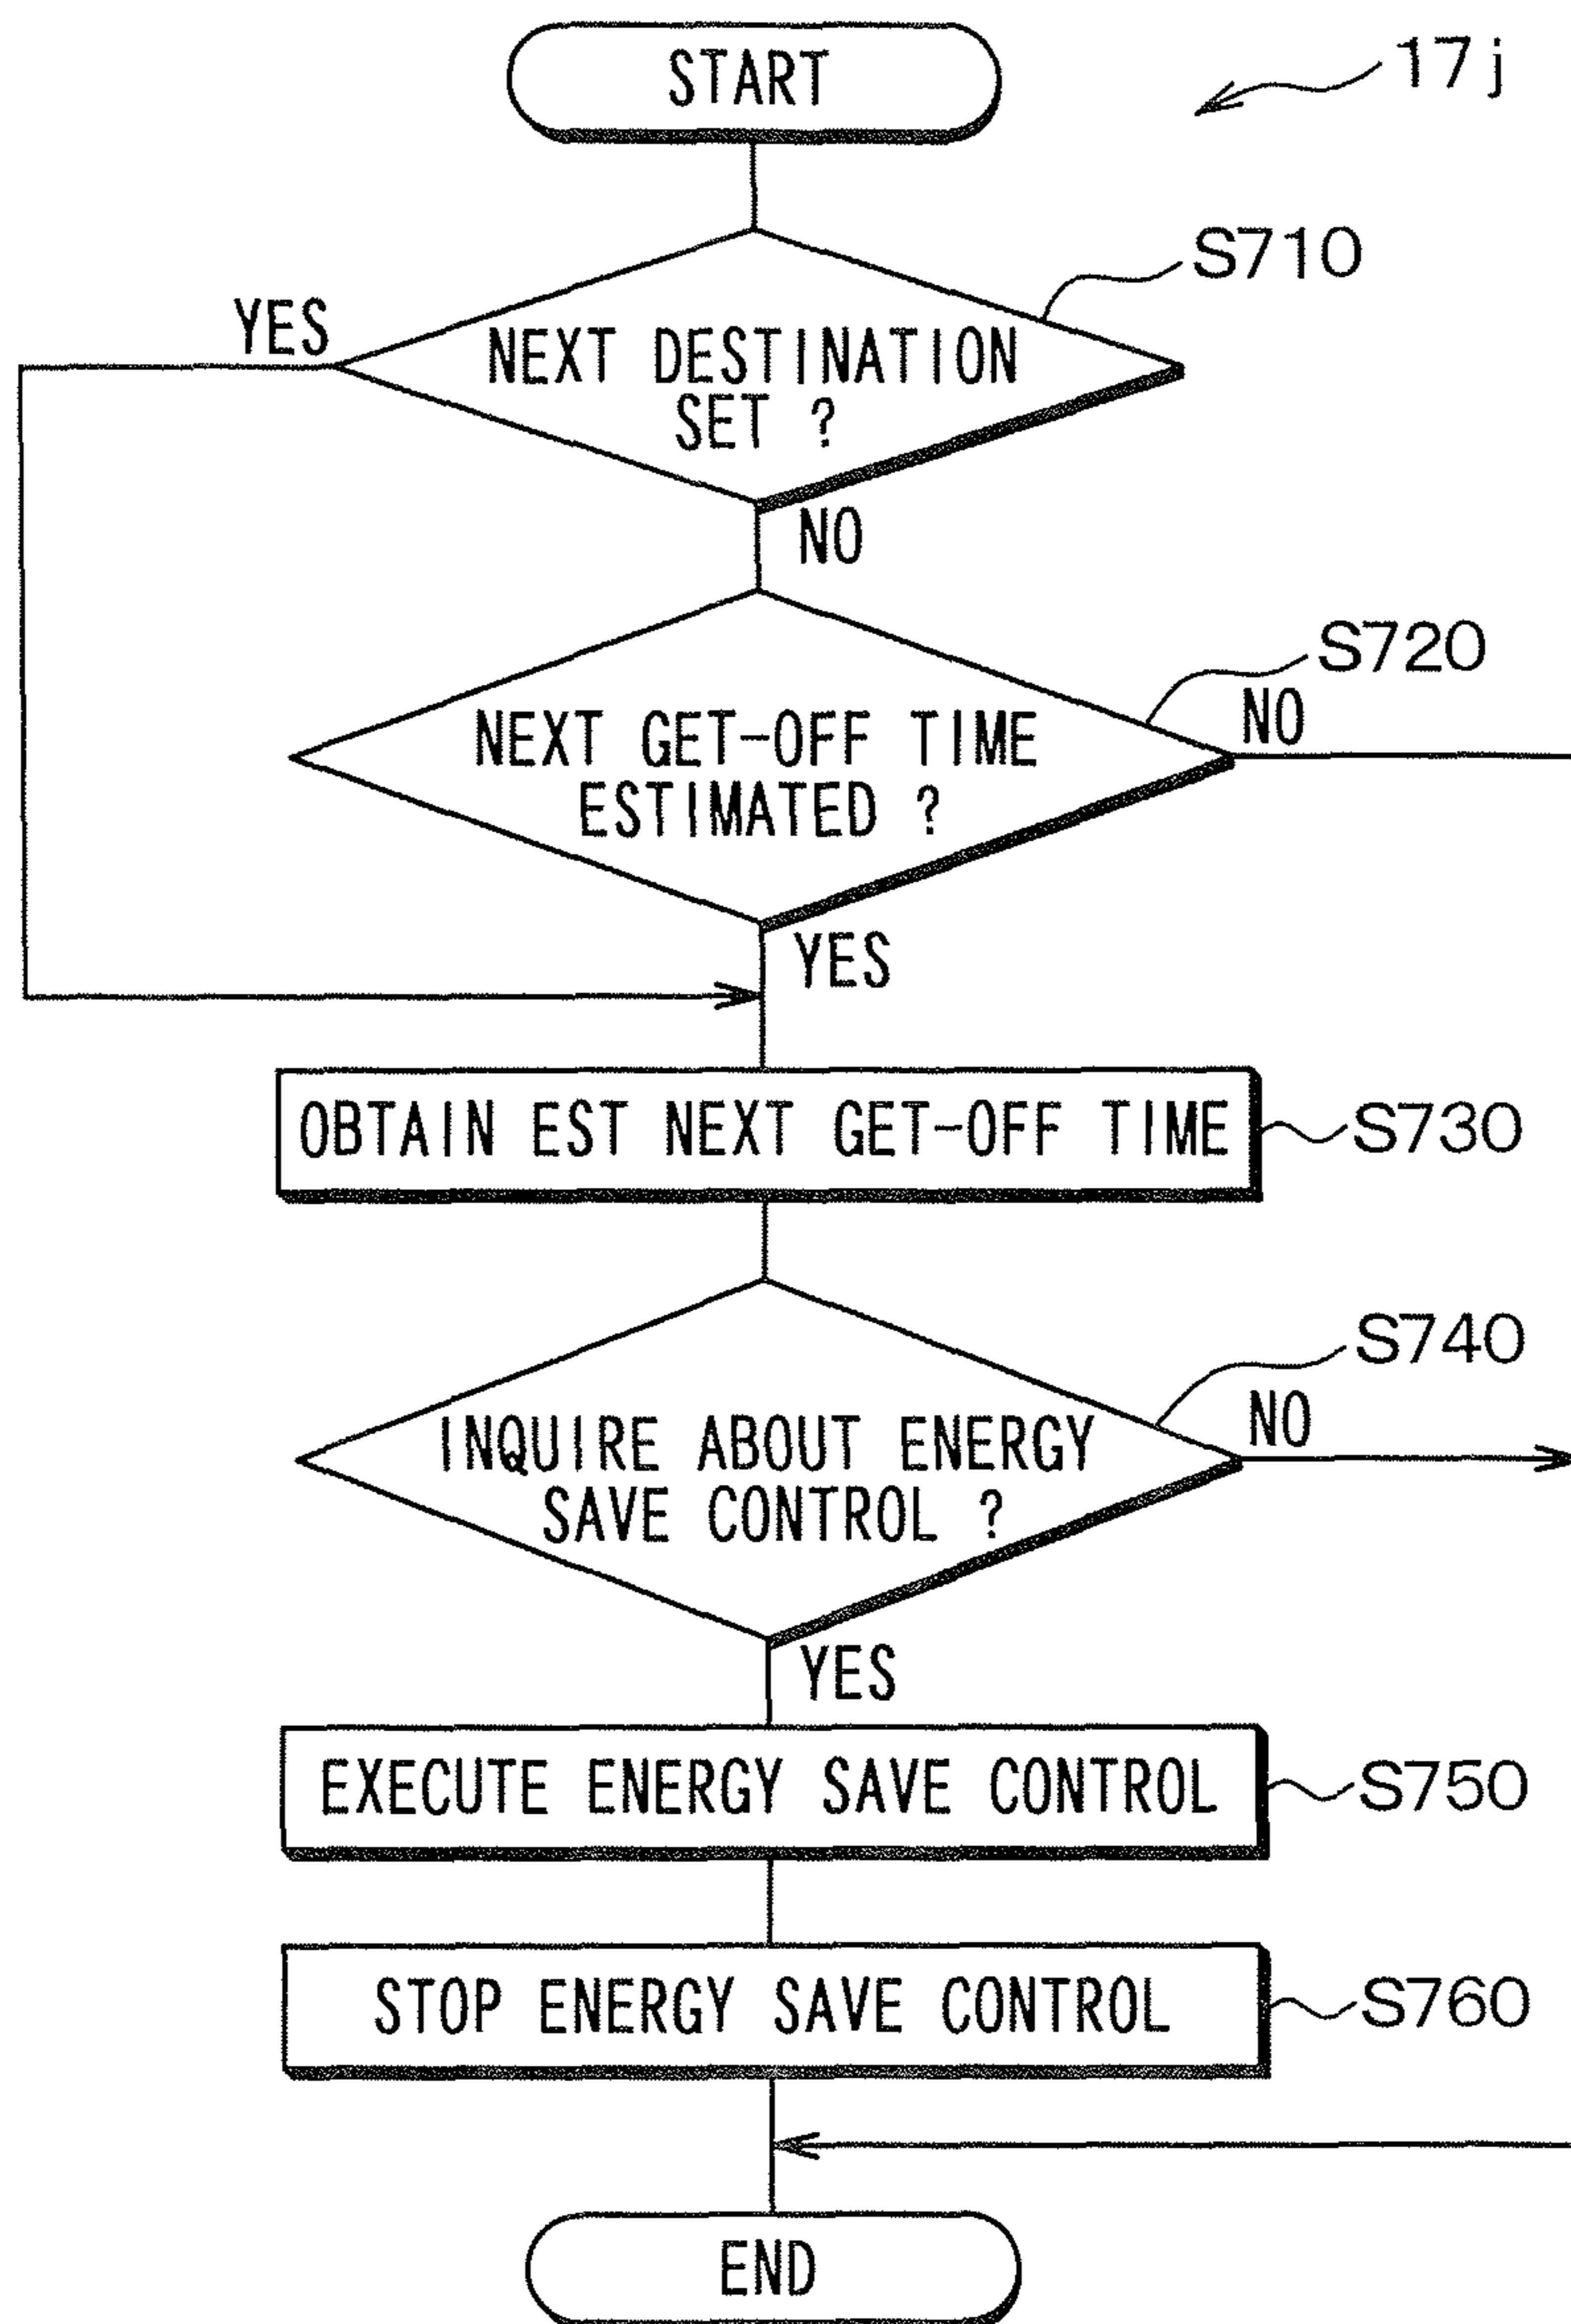 START
17j
S710
YES
NEXT DESTINATION
SET ?
NO
S720
NO
NEXT GET-OFF TIME
ESTIMATED ?
YES
OBTAIN EST NEXT GET-OFF TIME
S730
S740
NO
INQUIRE ABOUT ENERGY
SAVE CONTROL ?
YES
EXECUTE ENERGY SAVE CONTROL
S750
STOP ENERGY SAVE CONTROL
S760
END